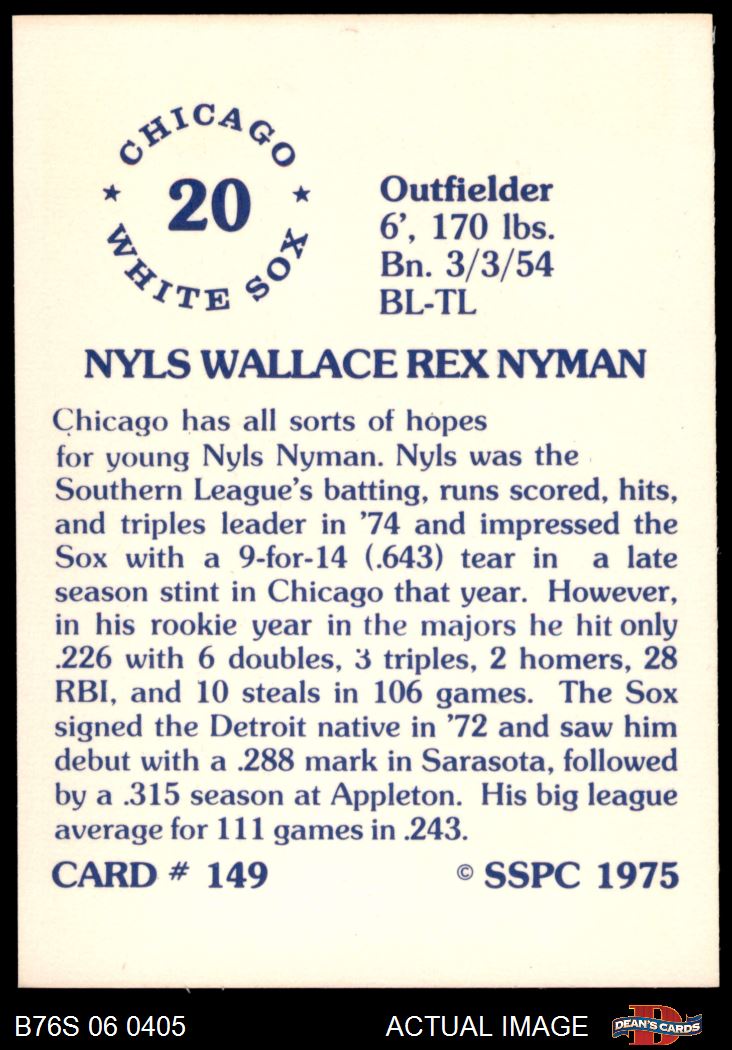 CHICAGO
20
WHITE SOX
Outfielder
6', 170 lbs.
Bn. 3/3/54
BL-TL
NYLS WALLACE REX NYMAN
Chicago has all sorts of hopes
for young Nyls Nyman. Nyls was the
Southern League's batting, runs scored, hits,
and triples leader in '74 and impressed the
Sox with a 9-for-14 (.643) tear in a late
season stint in Chicago that year. However,
in his rookie year in the majors he hit only
.226 with 6 doubles, 3 triples, 2 homers, 28
RBI, and 10 steals in 106 games. The Sox
signed the Detroit native in '72 and saw him
debut with a .288 mark in Sarasota, followed
by a .315 season at Appleton. His big league
average for 111 games in .243.
CARD # 149 © SSPC 1975
B76S 06 0405 ACTUAL IMAGE D DEAN'S CARDS